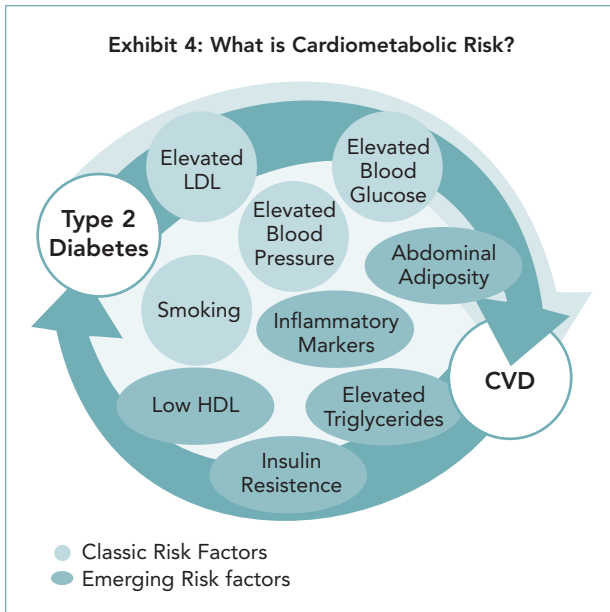 Exhibit 4: What is Cardiometabolic Risk?
Elevated
LDL
Elevated
Blood
Glucose
Type 2
Diabetes
Elevated
Blood
Pressure
Abdominal
Adiposity
Smoking
Inflammatory
Markers
CVD
Low HDL
Elevated
Triglycerides
Insulin
Resistence
Classic Risk Factors
Emerging Risk factors